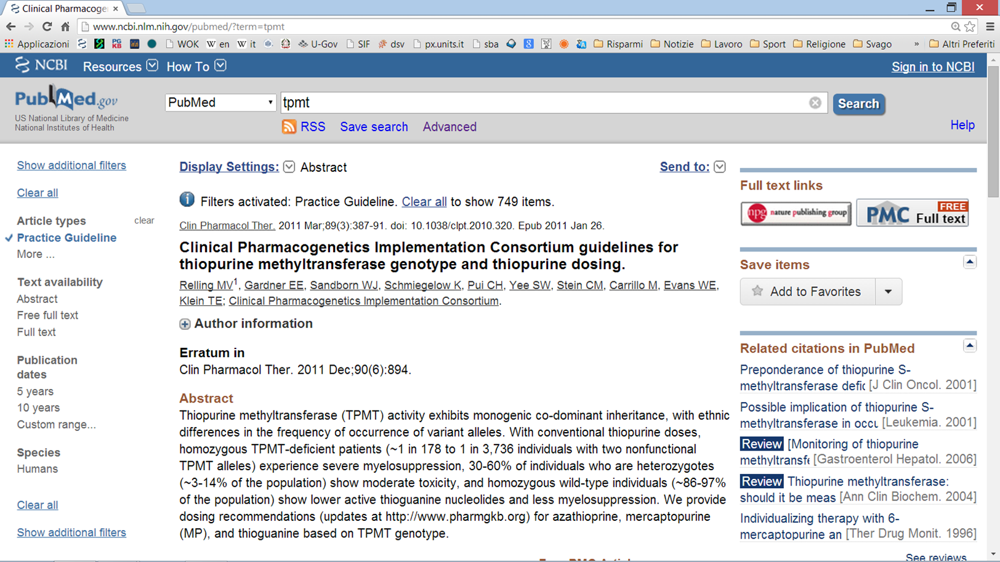 Clinical Pharmacoge
www.ncbi.nlm.nih.gov/pubmed/?term=tpmt
Applicazioni WOK W en W it U-Gov SIF dsv px.units.it sba Risparmi Notizie Lavoro Sport Religione Svago » Altri Preferiti
NCBI Resources How To Sign in to NCBI
PubMed.gov
US National Library of Medicine
National Institutes of Health
PubMed tpmt Search
RSS Save search Advanced
Help
Show additional filters
Clear all
Article types clear
Practice Guideline
More ...
Text availability
Abstract
Free full text
Full text
Publication
dates
5 years
10 years
Custom range...
Species
Humans
Clear all
Show additional filters
Display Settings: Abstract Send to:
Filters activated: Practice Guideline. Clear all to show 749 items.
Clin Pharmacol Ther. 2011 Mar;89(3):387-91. doi: 10.1038/clpt.2010.320. Epub 2011 Jan 26.
Clinical Pharmacogenetics Implementation Consortium guidelines for
thiopurine methyltransferase genotype and thiopurine dosing.
Relling MV1, Gardner EE, Sandborn WJ, Schmiegelow K, Pui CH, Yee SW, Stein CM, Carrillo M, Evans WE,
Klein TE; Clinical Pharmacogenetics Implementation Consortium.
Author information
Erratum in
Clin Pharmacol Ther. 2011 Dec;90(6):894.
Abstract
Thiopurine methyltransferase (TPMT) activity exhibits monogenic co-dominant inheritance, with ethnic
differences in the frequency of occurrence of variant alleles. With conventional thiopurine doses,
homozygous TPMT-deficient patients (~1 in 178 to 1 in 3,736 individuals with two nonfunctional
TPMT alleles) experience severe myelosuppression, 30-60% of individuals who are heterozygotes
(~3-14% of the population) show moderate toxicity, and homozygous wild-type individuals (~86-97%
of the population) show lower active thioguanine nucleotides and less myelosuppression. We provide
dosing recommendations (updates at http://www.pharmgkb.org) for azathioprine, mercaptopurine
(MP), and thioguanine based on TPMT genotype.
Full text links
npg nature publishing group PMC FREE Full text
Save items
Add to Favorites
Related citations in PubMed
Preponderance of thiopurine S-
methyltransferase defic [J Clin Oncol. 2001]
Possible implication of thiopurine S-
methyltransferase in occu [Leukemia. 2001]
Review [Monitoring of thiopurine
methyltransfe [Gastroenterol Hepatol. 2006]
Review Thiopurine methyltransferase:
should it be meas [Ann Clin Biochem. 2004]
Individualizing therapy with 6-
mercaptopurine an [Ther Drug Monit. 1996]
See reviews